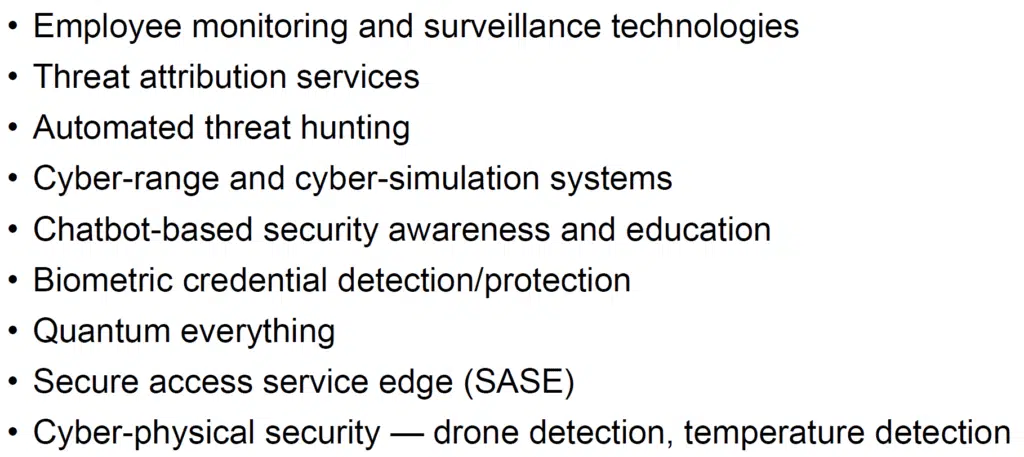 • Employee monitoring and surveillance technologies
• Threat attribution services
• Automated threat hunting
• Cyber-range and cyber-simulation systems
• Chatbot-based security awareness and education
• Biometric credential detection/protection
• Quantum everything
• Secure access service edge (SASE)
• Cyber-physical security — drone detection, temperature detection